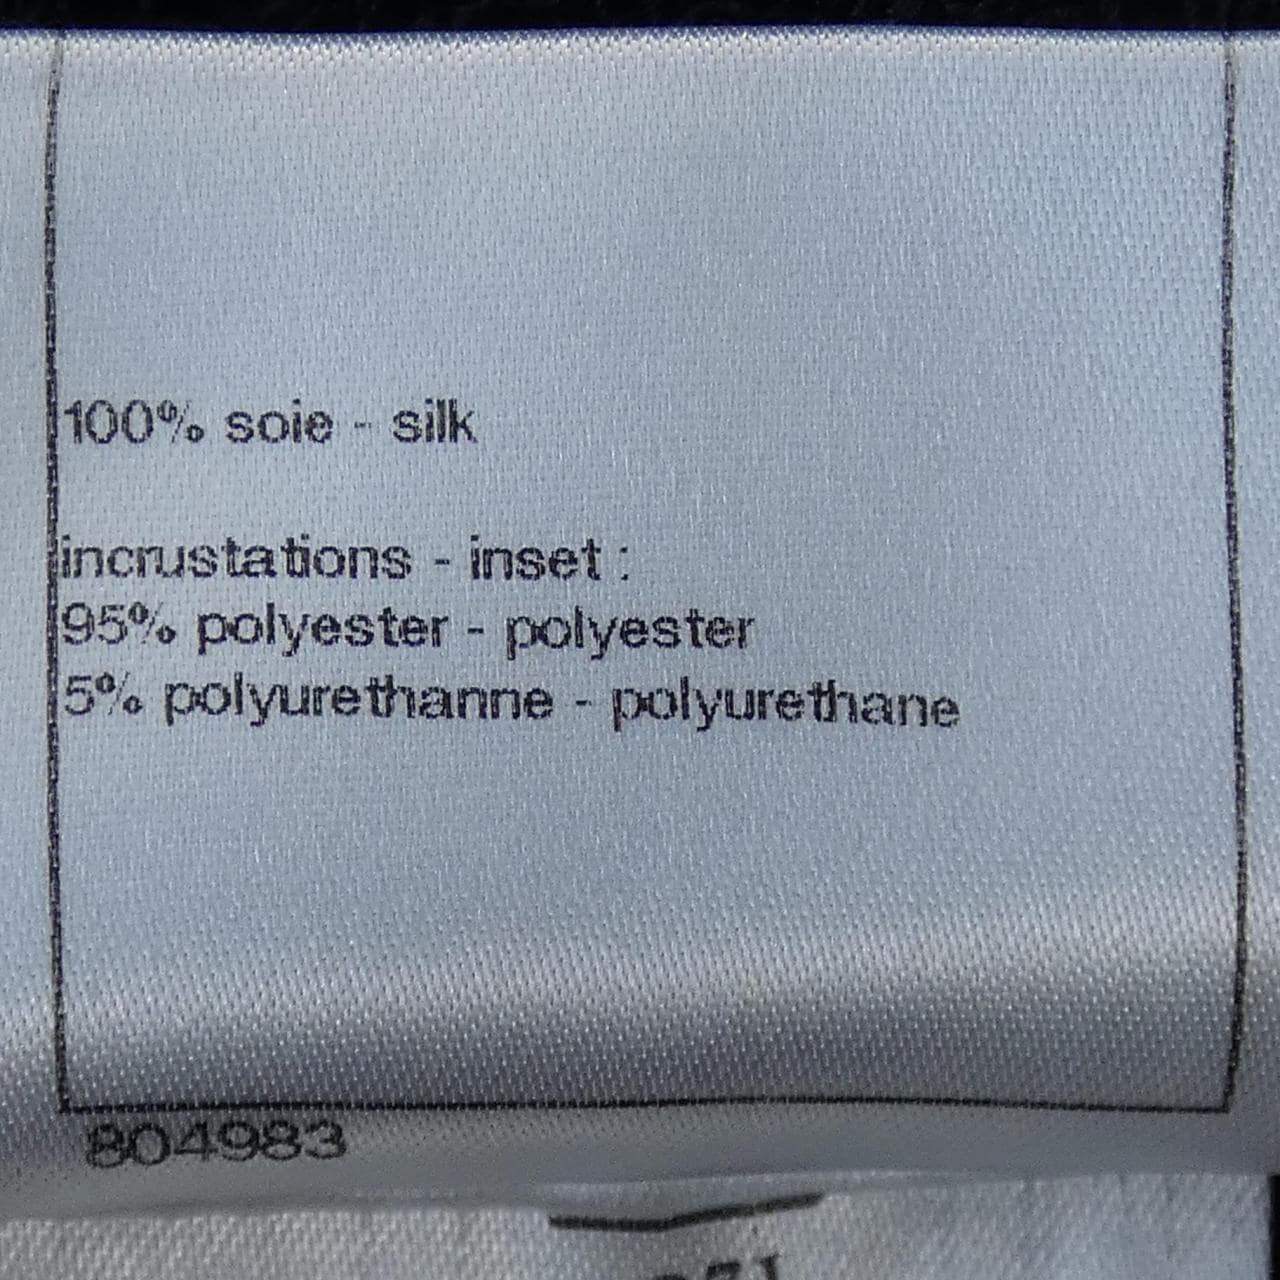 100% soie - silk
incrustations - inset :
95% polyester - polyester
5% polyurethanne - polyurethane
804983